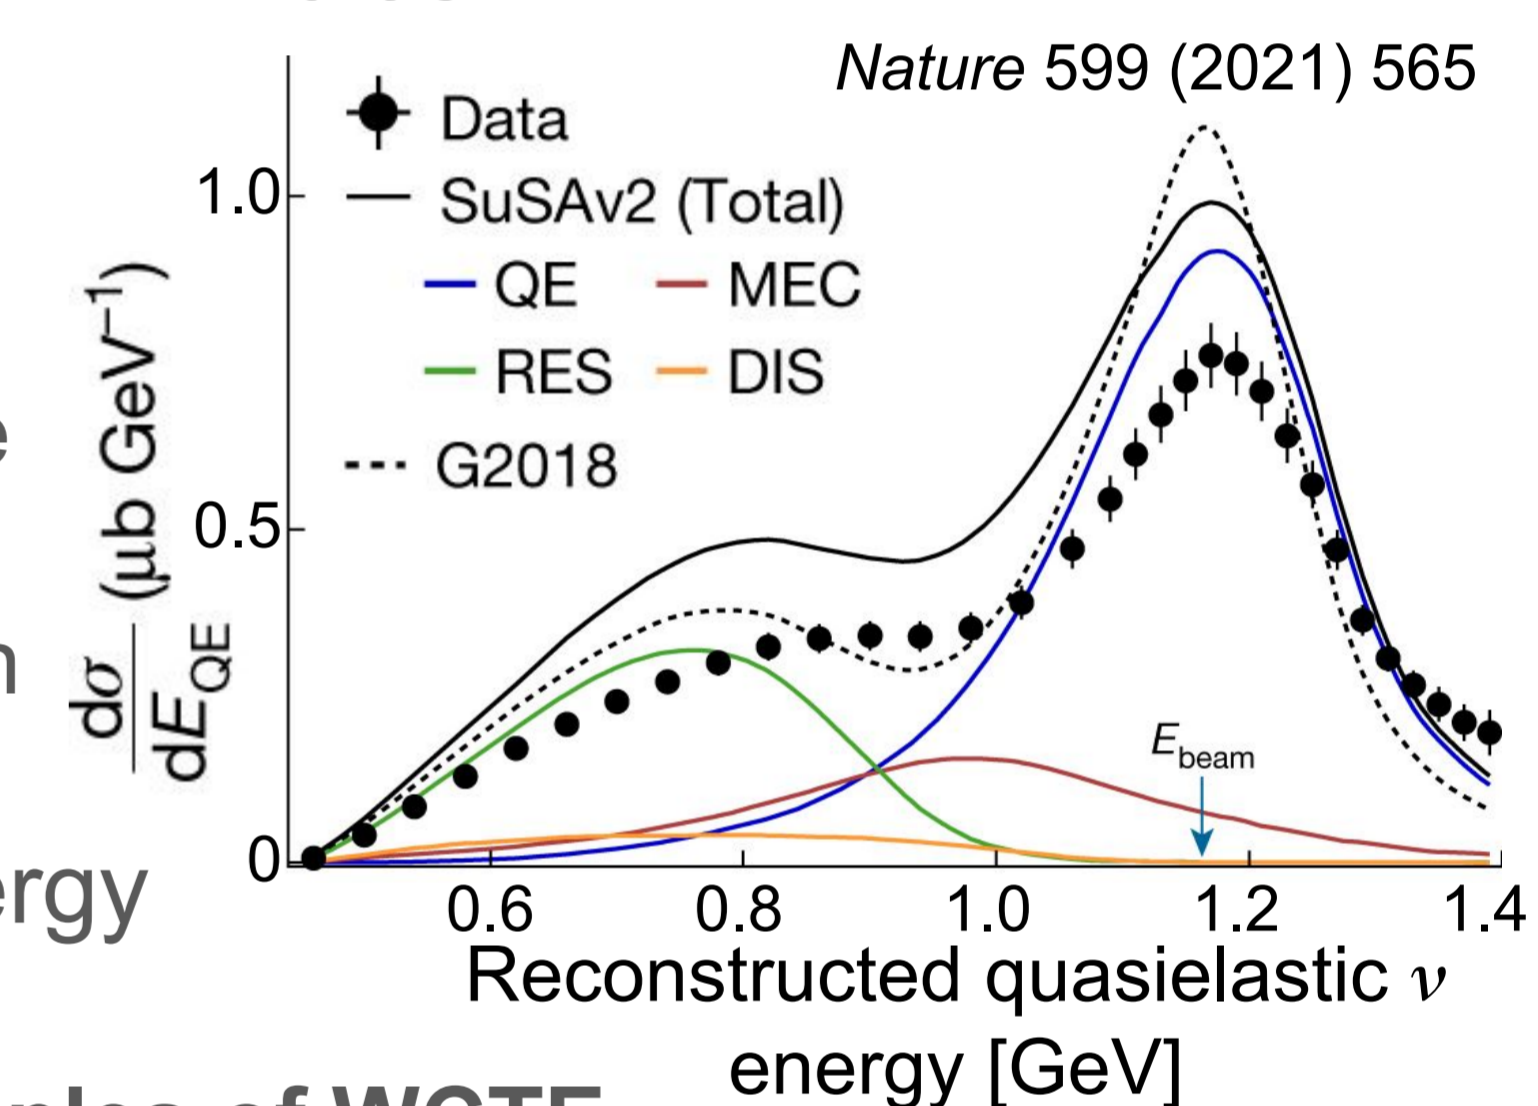 Nature 599 (2021) 565
Data
SuSAv2 (Total)
QE MEC
RES DIS
G2018
1.0
0.5
0
dσ
dE_QE (μb GeV⁻¹)
E_beam
0.6 0.8 1.0 1.2 1.4
Reconstructed quasielastic ν
energy [GeV]